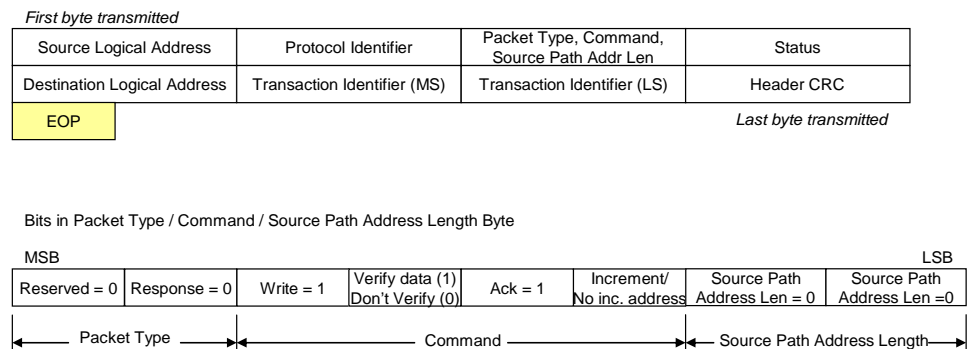 First byte transmitted
Source Logical Address
Protocol Identifier
Packet Type, Command,
Source Path Addr Len
Status
Destination Logical Address
Transaction Identifier (MS)
Transaction Identifier (LS)
Header CRC
EOP
Last byte transmitted
Bits in Packet Type / Command / Source Path Address Length Byte
MSB
LSB
Reserved = 0
Response = 0
Write = 1
Verify data (1)
Don't Verify (0)
Ack = 1
Increment/
No inc. address
Source Path
Address Len = 0
Source Path
Address Len =0
Packet Type
Command
Source Path Address Length